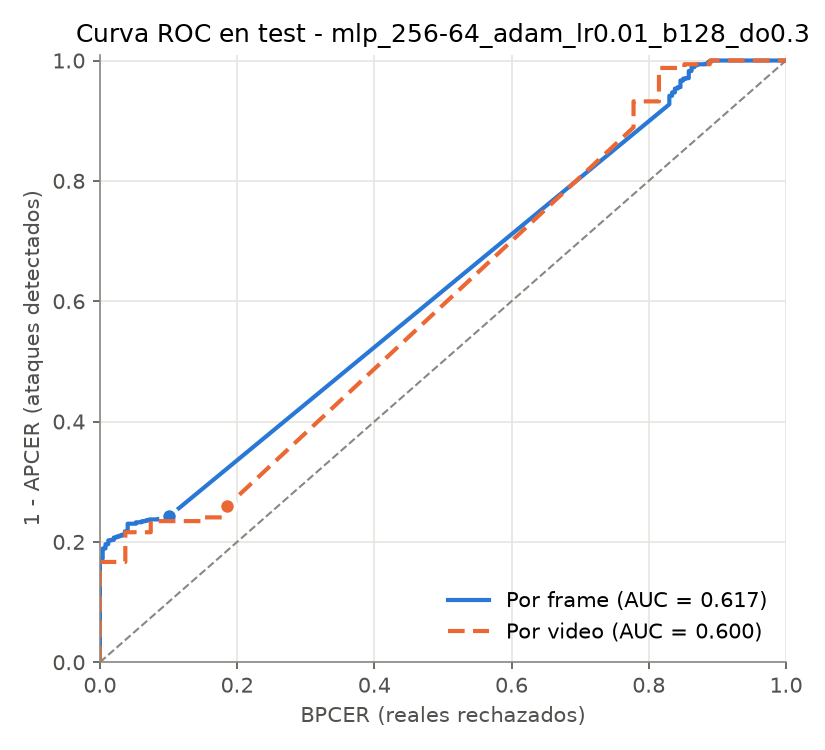 Curva ROC en test - mlp_256-64_adam_lr0.01_b128_do0.3
1.0
0.8
0.6
0.4
0.2
0.0
1 - APCER (ataques detectados)
Por frame (AUC = 0.617)
Por video (AUC = 0.600)
0.0 0.2 0.4 0.6 0.8 1.0
BPCER (reales rechazados)